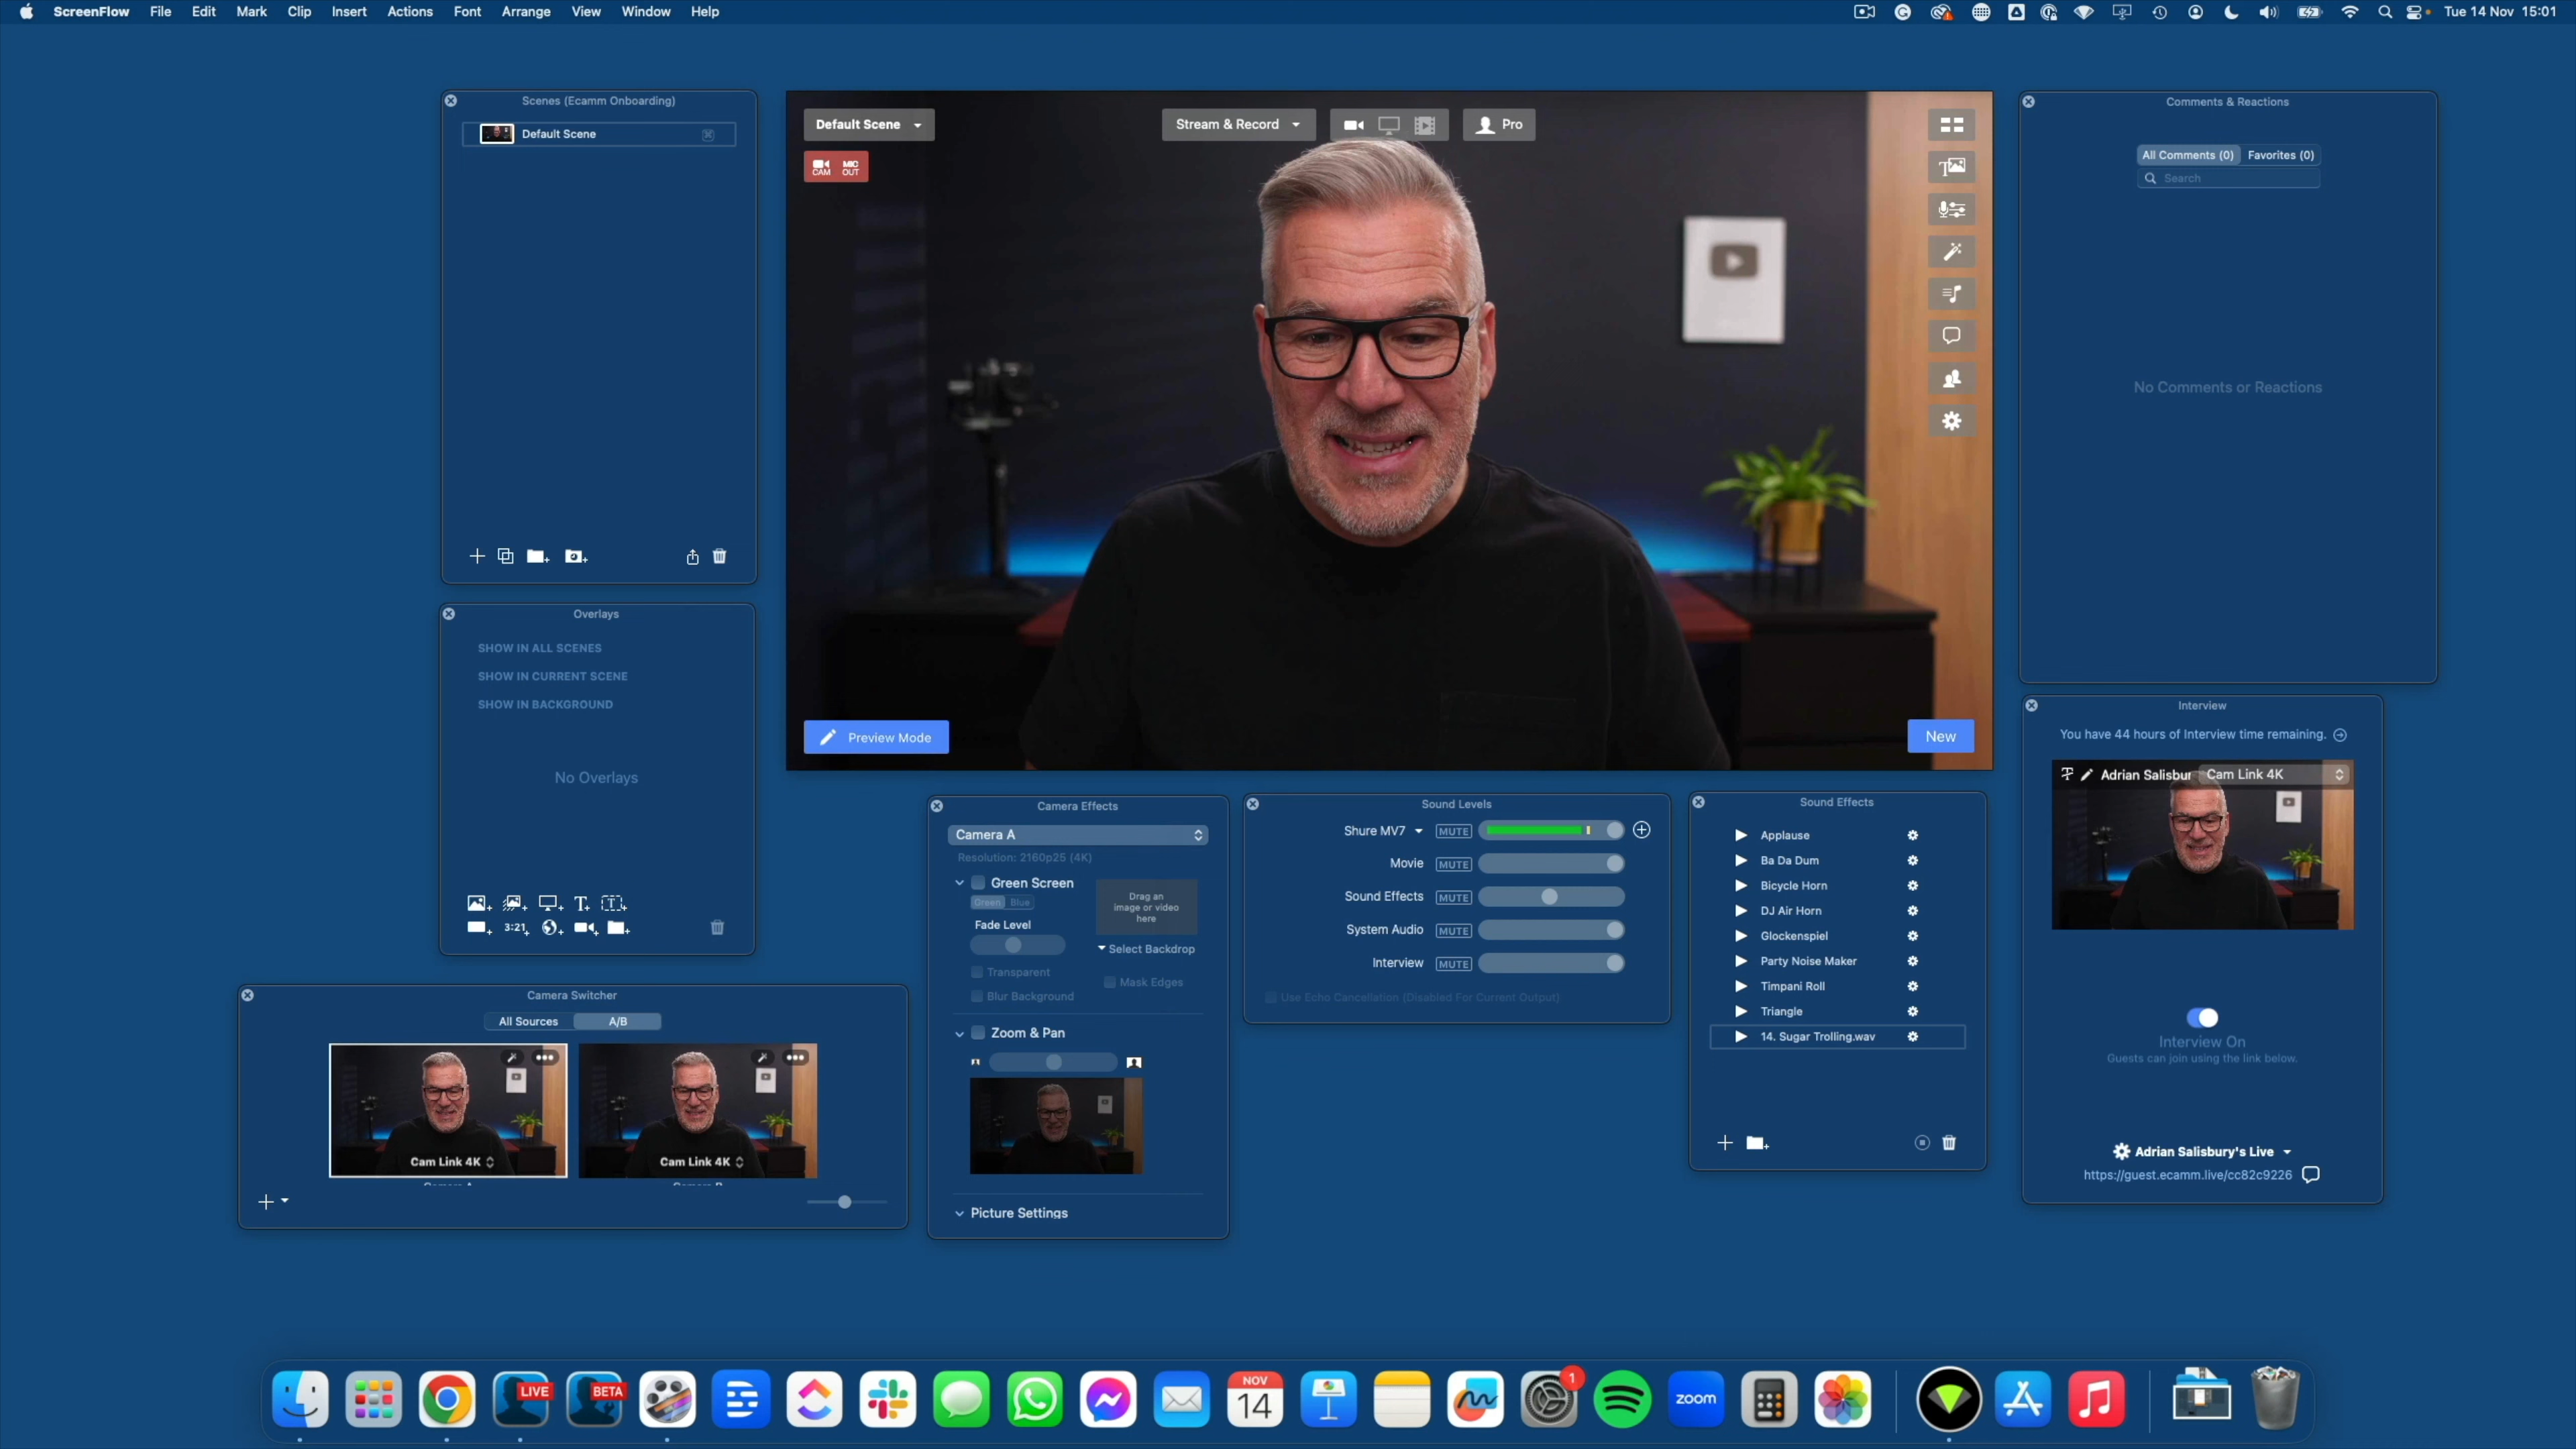 ScreenFlow File Edit Mark Clip Insert Actions Font Arrange View Window Help
Tue 14 Nov 15:01
Scenes (Ecamm Onboarding)
Default Scene
Default Scene
CAM MIC OUT
Stream & Record
Pro
Preview Mode
New
Comments & Reactions
All Comments (0) Favorites (0)
Search
No Comments or Reactions
Overlays
SHOW IN ALL SCENES
SHOW IN CURRENT SCENE
SHOW IN BACKGROUND
No Overlays
3:21
Camera Switcher
All Sources A/B
Cam Link 4K
Cam Link 4K
Camera Effects
Camera A
Resolution: 2160p25 (4K)
Green Screen
Green Blue
Fade Level
Drag an
image or video
here
Select Backdrop
Transparent
Mask Edges
Blur Background
Zoom & Pan
Picture Settings
Sound Levels
Shure MV7 MUTE
Movie MUTE
Sound Effects MUTE
System Audio MUTE
Interview MUTE
Use Echo Cancellation (Disabled For Current Output)
Sound Effects
Applause
Ba Da Dum
Bicycle Horn
DJ Air Horn
Glockenspiel
Party Noise Maker
Timpani Roll
Triangle
14. Sugar Trolling.wav
Interview
You have 44 hours of Interview time remaining.
Adrian Salisbur Cam Link 4K
Interview On
Guests can join using the link below.
Adrian Salisbury's Live
https://guest.ecamm.live/cc82c9226
LIVE
BETA
NOV
14
1
zoom